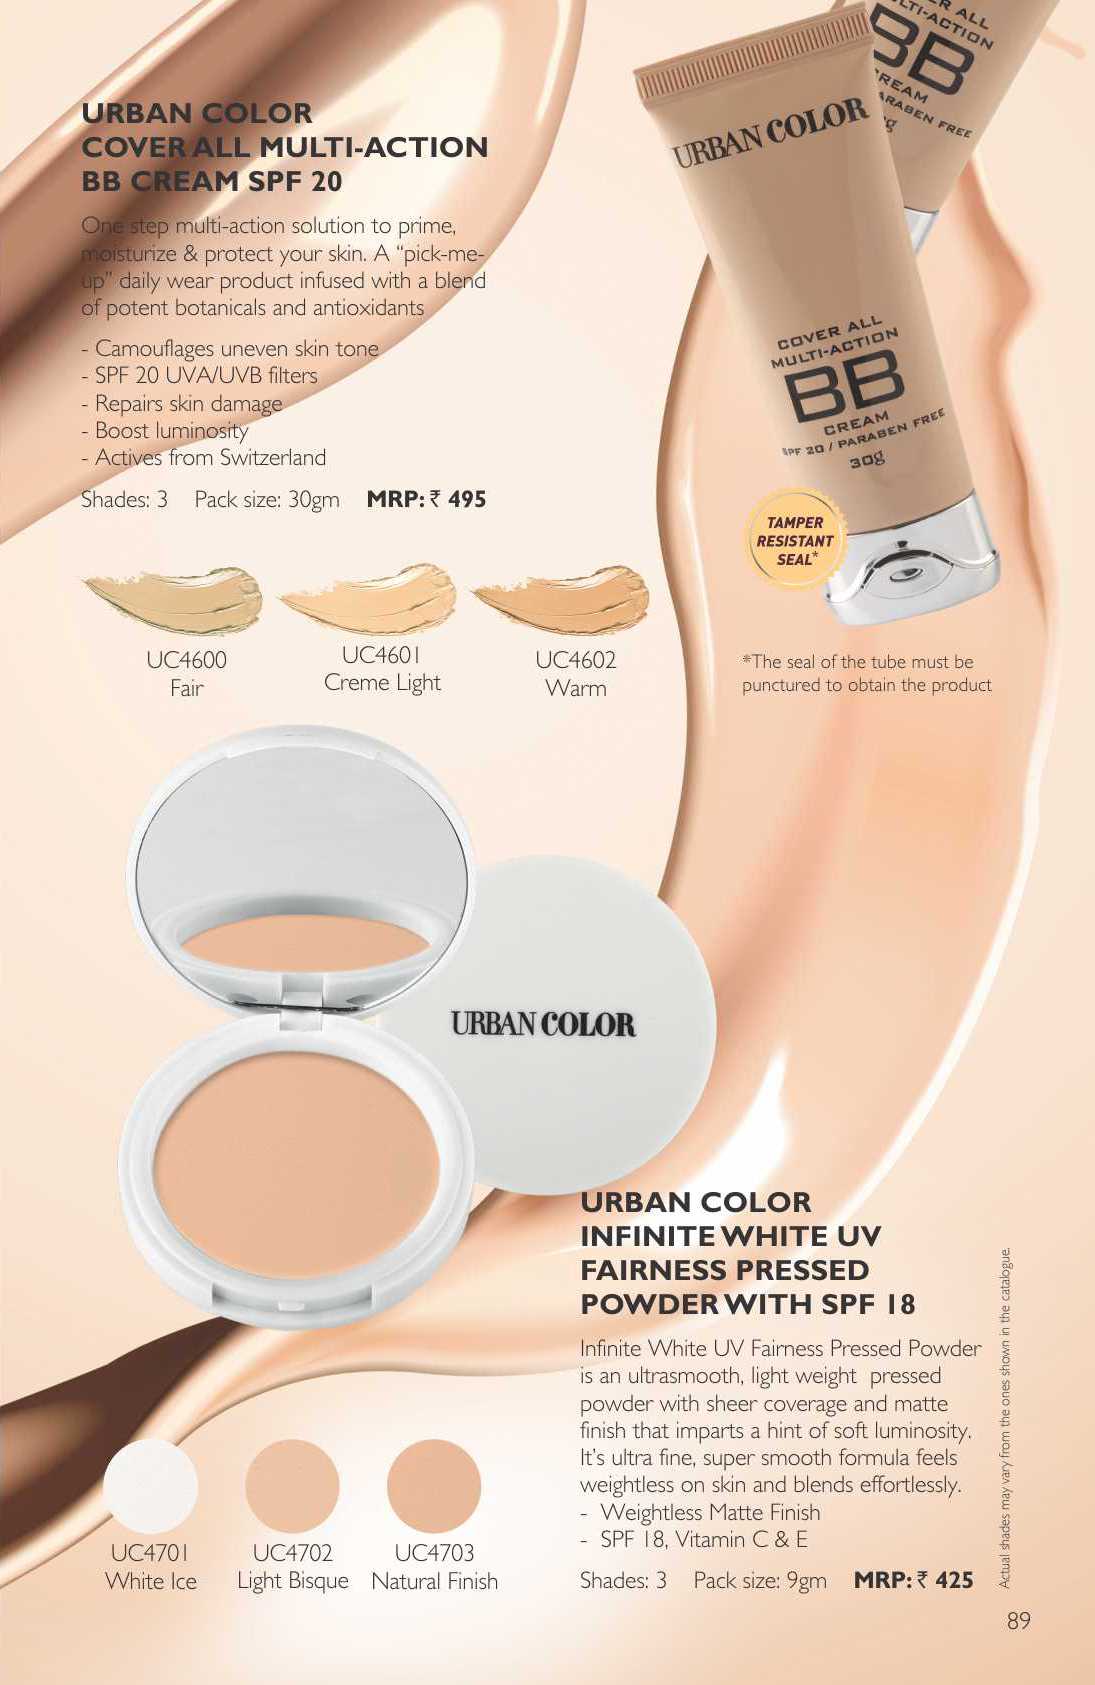 URBAN COLOR
COVER ALL MULTI-ACTION
BB CREAM SPF 20
One step multi-action solution to prime,
moisturize & protect your skin. A “pick-me-
up” daily wear product infused with a blend
of potent botanicals and antioxidants
- Camouflages uneven skin tone
- SPF 20 UVA/UVB filters
- Repairs skin damage
- Boost luminosity
- Actives from Switzerland
Shades: 3 Pack size: 30gm MRP: ₹ 495
URBAN COLOR
COVER ALL
MULTI-ACTION
BB
CREAM
SPF 20 / PARABEN FREE
30g
ALL
BB
PARABEN FREE
TAMPER
RESISTANT
SEAL*
*The seal of the tube must be
punctured to obtain the product
UC4600
Fair
UC4601
Creme Light
UC4602
Warm
URBAN COLOR
URBAN COLOR
INFINITE WHITE UV
FAIRNESS PRESSED
POWDER WITH SPF 18
Infinite White UV Fairness Pressed Powder
is an ultrasmooth, light weight pressed
powder with sheer coverage and matte
finish that imparts a hint of soft luminosity.
It's ultra fine, super smooth formula feels
weightless on skin and blends effortlessly.
- Weightless Matte Finish
- SPF 18, Vitamin C & E
Shades: 3 Pack size: 9gm MRP: ₹ 425
UC4701
White Ice
UC4702
Light Bisque
UC4703
Natural Finish
Actual shades may vary from the ones shown in the catalogue.
89